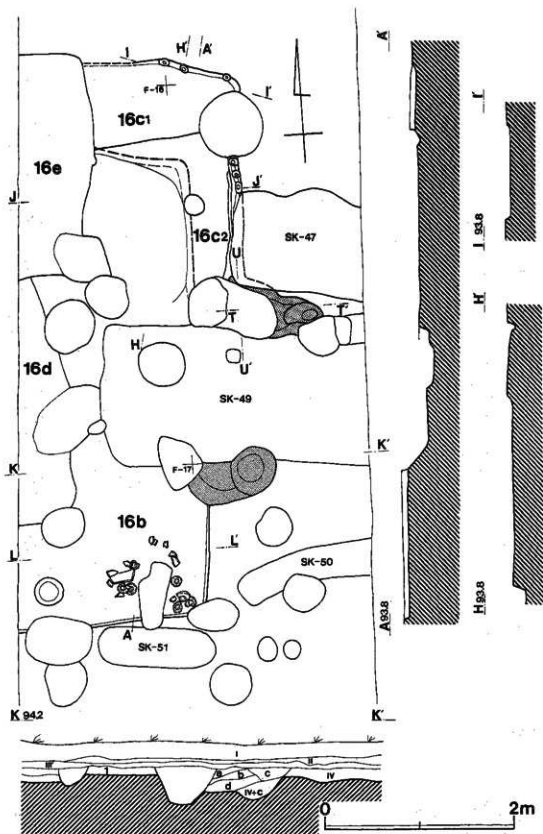 H′ A′
I
F-16
I′
16c1
16e
J
J′
16c2
SK-47
U
T
T′
H
U′
16d
SK-49
K
K′
F-17
16b
L
L′
SK-50
A
SK-51
K 94.2
K′
I
II
III′
1
a
b
c
d
IV+c
IV
A′
I′
I 93.8
H′
A 93.8
H 93.8
0
2m